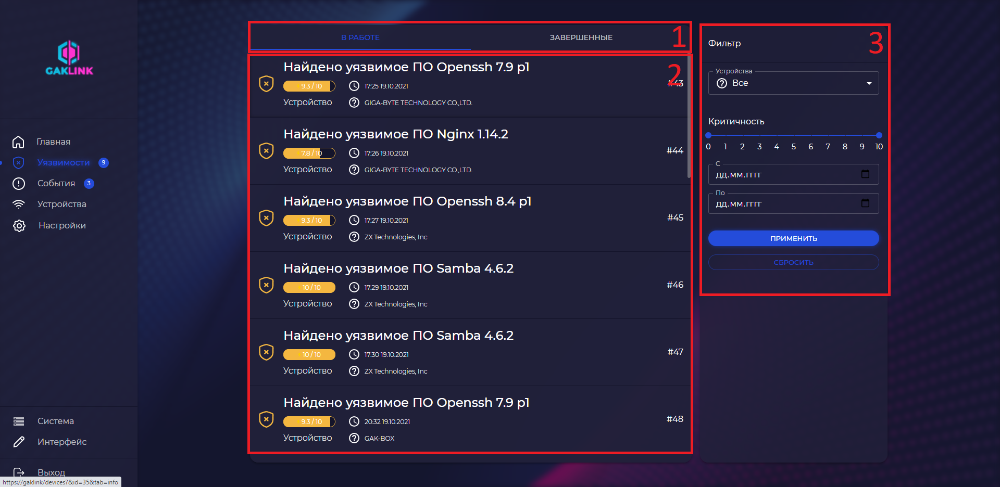 GAKLINK
Главная
Уязвимости 9
События 3
Устройства
Настройки
Система
Интерфейс
Выход
https://gaklink/devices?&id=35&tab=info
В РАБОТЕ
ЗАВЕРШЕННЫЕ
1
2
Найдено уязвимое ПО Openssh 7.9 p1
9.3 / 10 17:25 19.10.2021
#43
Устройство GIGA-BYTE TECHNOLOGY CO.,LTD.
Найдено уязвимое ПО Nginx 1.14.2
7.8 / 10 17:26 19.10.2021
#44
Устройство GIGA-BYTE TECHNOLOGY CO.,LTD.
Найдено уязвимое ПО Openssh 8.4 p1
9.3 / 10 17:27 19.10.2021
#45
Устройство ZX Technologies, Inc
Найдено уязвимое ПО Samba 4.6.2
10 / 10 17:29 19.10.2021
#46
Устройство ZX Technologies, Inc
Найдено уязвимое ПО Samba 4.6.2
10 / 10 17:30 19.10.2021
#47
Устройство ZX Technologies, Inc
Найдено уязвимое ПО Openssh 7.9 p1
9.3 / 10 20:32 19.10.2021
#48
Устройство GAK-BOX
3
Фильтр
Устройства
Все
Критичность
0 1 2 3 4 5 6 7 8 9 10
С
дд.мм.гггг
По
дд.мм.гггг
ПРИМЕНИТЬ
СБРОСИТЬ